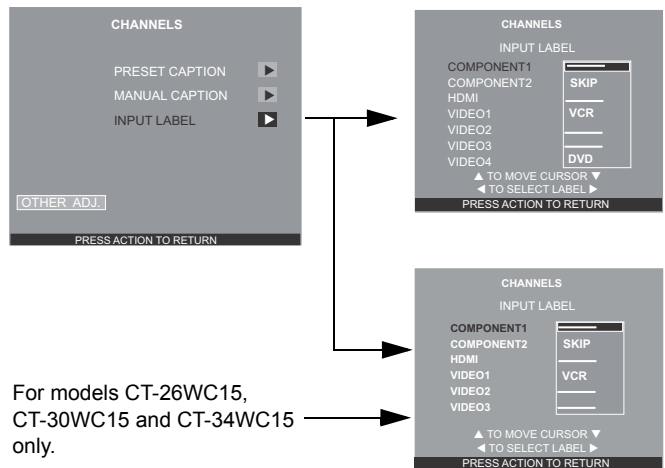 CHANNELS
PRESET CAPTION ▶
MANUAL CAPTION ▶
INPUT LABEL ▶
OTHER ADJ.
PRESS ACTION TO RETURN
CHANNELS
INPUT LABEL
COMPONENT1
COMPONENT2 SKIP
HDMI
VIDEO1 VCR
VIDEO2
VIDEO3
VIDEO4 DVD
▲ TO MOVE CURSOR ▼
◀ TO SELECT LABEL ▶
PRESS ACTION TO RETURN
CHANNELS
INPUT LABEL
COMPONENT1
COMPONENT2 SKIP
HDMI
VIDEO1 VCR
VIDEO2
VIDEO3
▲ TO MOVE CURSOR ▼
◀ TO SELECT LABEL ▶
PRESS ACTION TO RETURN
For models CT-26WC15,
CT-30WC15 and CT-34WC15
only.